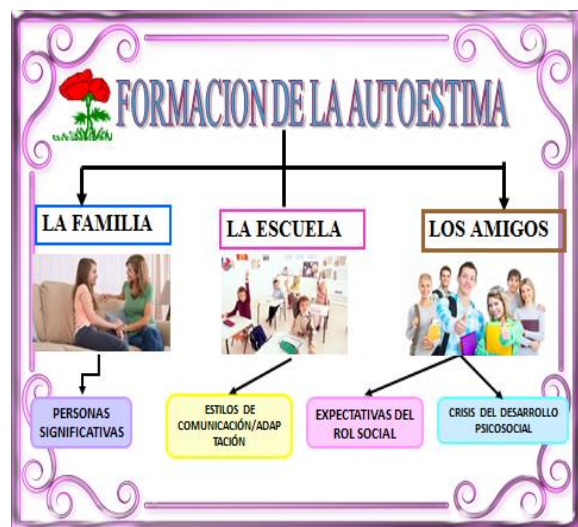 FORMACION DE LA AUTOESTIMA
LA FAMILIA
LA ESCUELA
LOS AMIGOS
PERSONAS
SIGNIFICATIVAS
ESTILOS DE
COMUNICACIÓN/ADAP
TACIÓN
EXPECTATIVAS DEL
ROL SOCIAL
CRISIS DEL DESARROLLO
PSICOSOCIAL